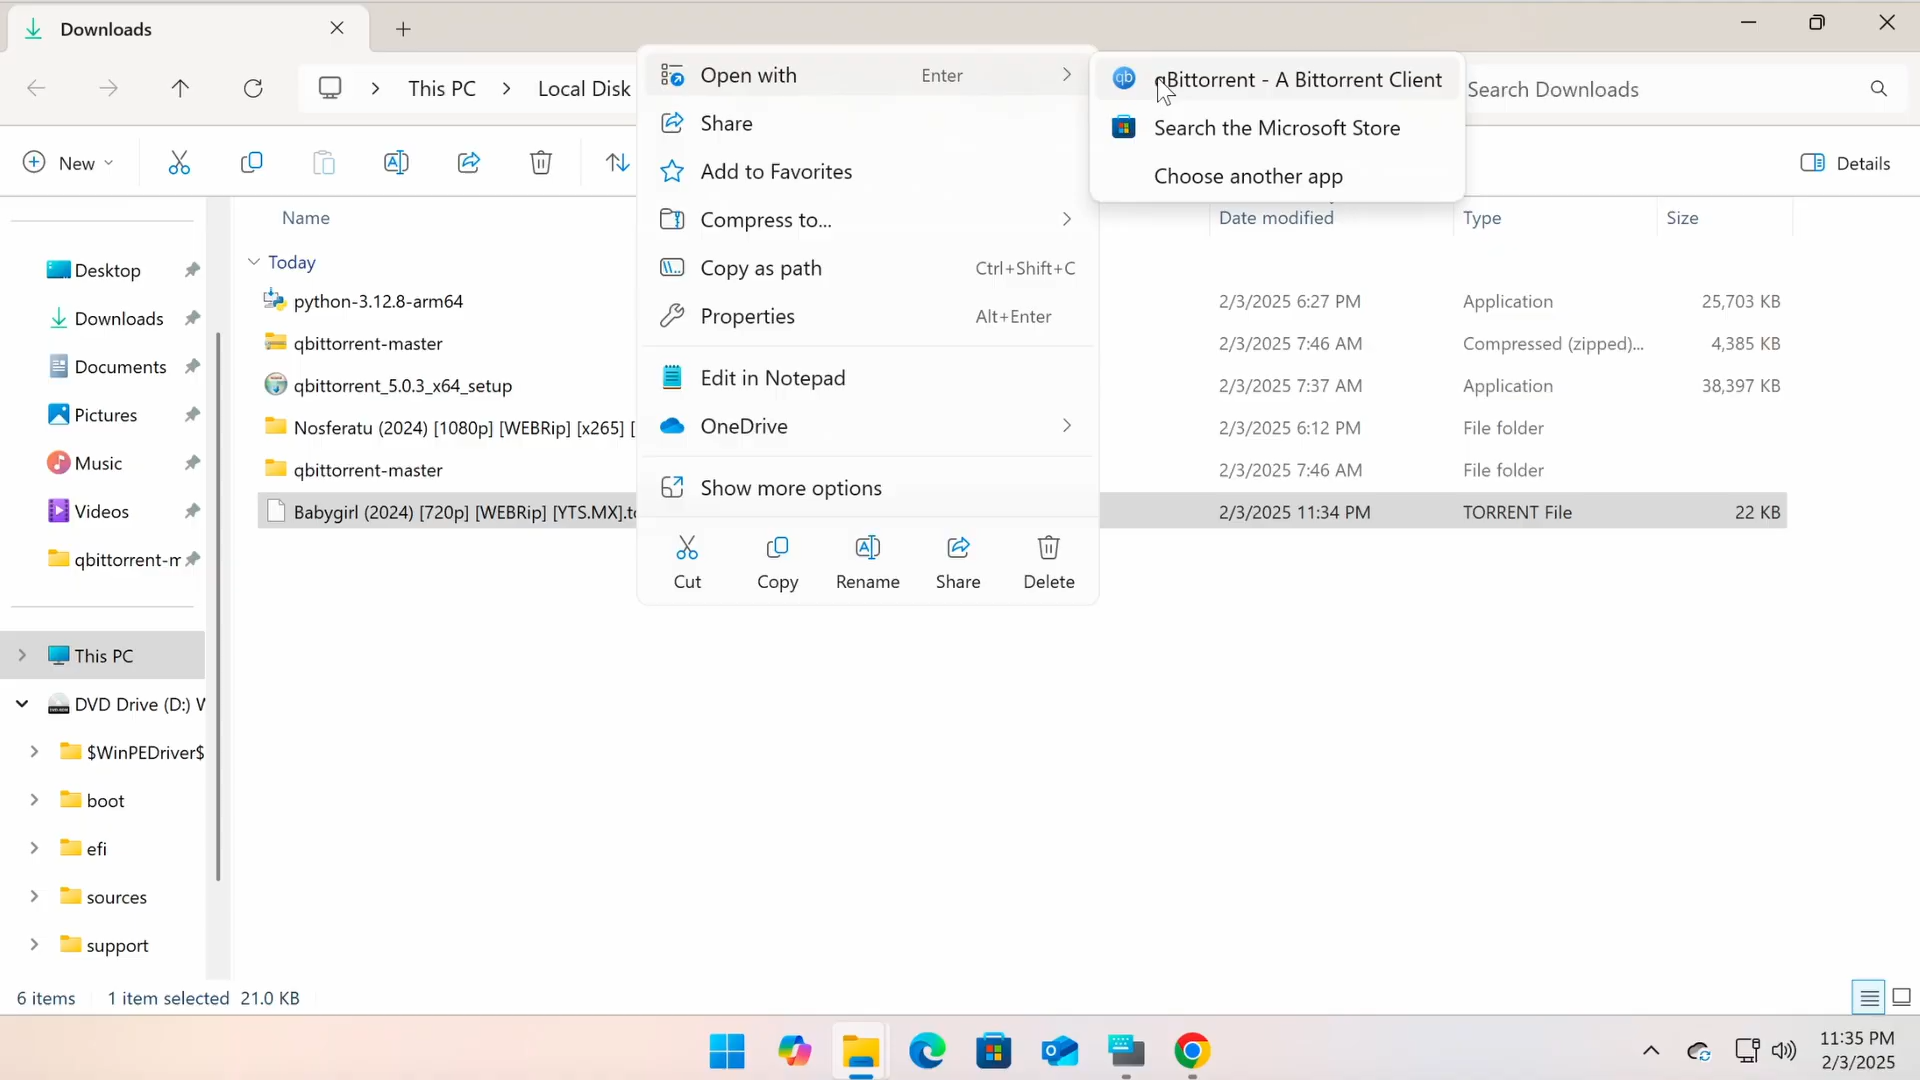 Downloads
This PC
Local Disk
Search Downloads
New
Details
Open with Enter
Share
Add to Favorites
Compress to...
Copy as path Ctrl+Shift+C
Properties Alt+Enter
Edit in Notepad
OneDrive
Show more options
Cut Copy Rename Share Delete
qBittorrent - A Bittorrent Client
Search the Microsoft Store
Choose another app
Name Date modified Type Size
Today
python-3.12.8-arm64 2/3/2025 6:27 PM Application 25,703 KB
qbittorrent-master 2/3/2025 7:46 AM Compressed (zipped)... 4,385 KB
qbittorrent_5.0.3_x64_setup 2/3/2025 7:37 AM Application 38,397 KB
Nosferatu (2024) [1080p] [WEBRip] [x265] [ 2/3/2025 6:12 PM File folder
qbittorrent-master 2/3/2025 7:46 AM File folder
Babygirl (2024) [720p] [WEBRip] [YTS.MX].to 2/3/2025 11:34 PM TORRENT File 22 KB
Desktop
Downloads
Documents
Pictures
Music
Videos
qbittorrent-m
This PC
DVD Drive (D:) W
$WinPEDriver$
boot
efi
sources
support
6 items 1 item selected 21.0 KB
11:35 PM
2/3/2025